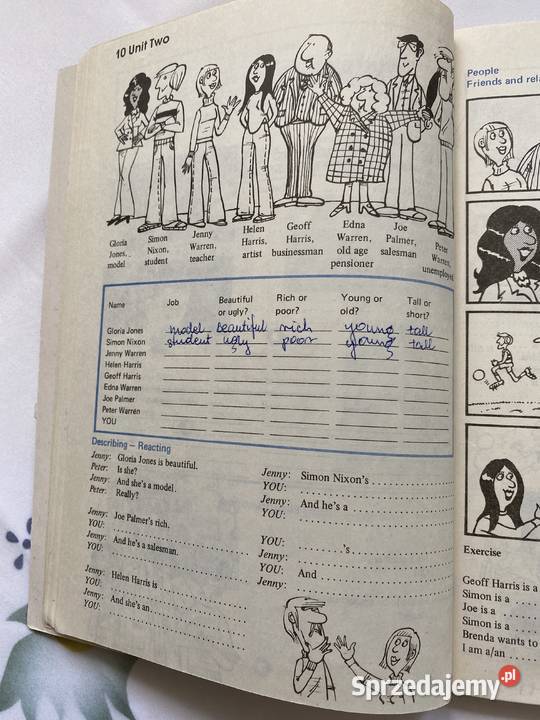 10 Unit Two
Gloria Jones, model
Simon Nixon, student
Jenny Warren, teacher
Helen Harris, artist
Geoff Harris, businessman
Edna Warren, old age pensioner
Joe Palmer, salesman
Peter Warren, unemployed
Name Job Beautiful or ugly? Rich or poor? Young or old? Tall or short?
Gloria Jones model beautiful rich young tall
Simon Nixon student ugly poor young tall
Jenny Warren
Helen Harris
Geoff Harris
Edna Warren
Joe Palmer
Peter Warren
YOU
Describing – Reacting
Jenny: Gloria Jones is beautiful.
Peter: Is she?
Jenny: And she's a model.
Peter: Really?
Jenny: Joe Palmer's rich.
YOU:
Jenny: And he's a salesman.
YOU:
Jenny: Helen Harris is
YOU:
Jenny: And she's an
YOU:
Jenny: Simon Nixon's
YOU:
Jenny: And he's a
YOU:
YOU: 's
Jenny:
YOU: And
Jenny:
People
Friends and rel
Exercise
Geoff Harris is a
Simon is a
Joe is a
Simon is a
Brenda wants to
I am a/an
Sprzedajemy.pl